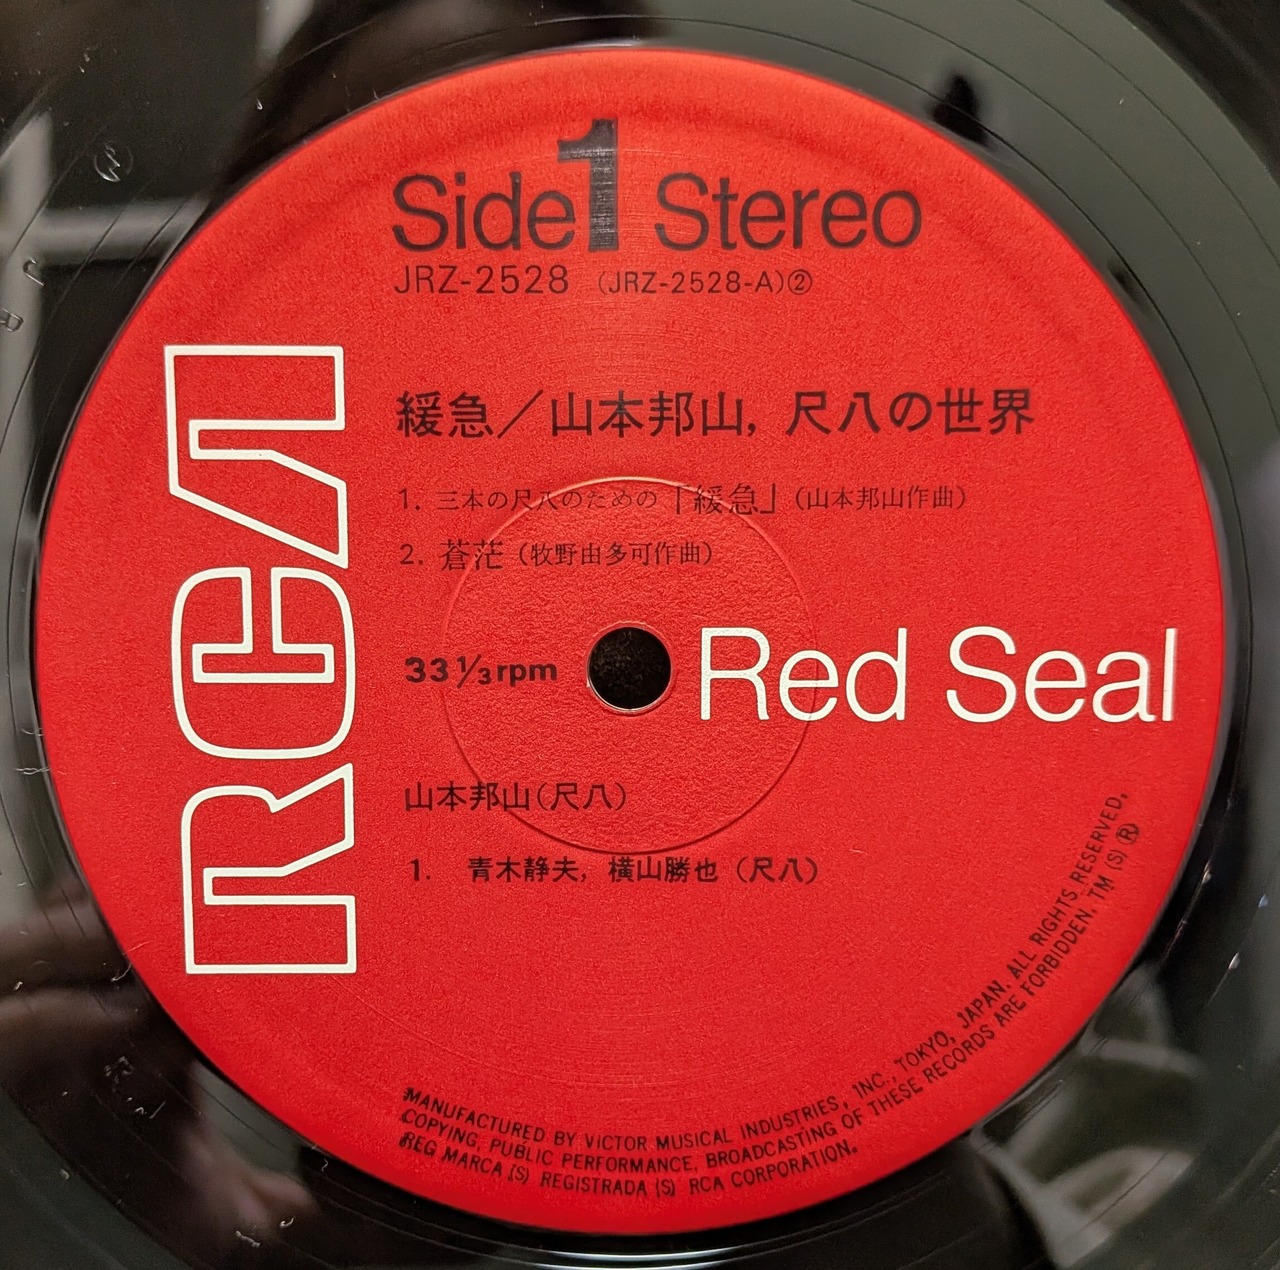 Side 1 Stereo
JRZ-2528 (JRZ-2528-A)②
緩急／山本邦山, 尺八の世界
1. 三本の尺八のための「緩急」(山本邦山作曲)
2. 蒼茫 (牧野由多可作曲)
RCA
33 1/3 rpm
Red Seal
山本邦山(尺八)
1. 青木静夫, 横山勝也 (尺八)
MANUFACTURED BY VICTOR MUSICAL INDUSTRIES, INC., TOKYO, JAPAN. ALL RIGHTS RESERVED,
COPYING, PUBLIC PERFORMANCE, BROADCASTING OF THESE RECORDS ARE FORBIDDEN. TM (S) ®
REG MARCA (S) REGISTRADA (S) RCA CORPORATION.